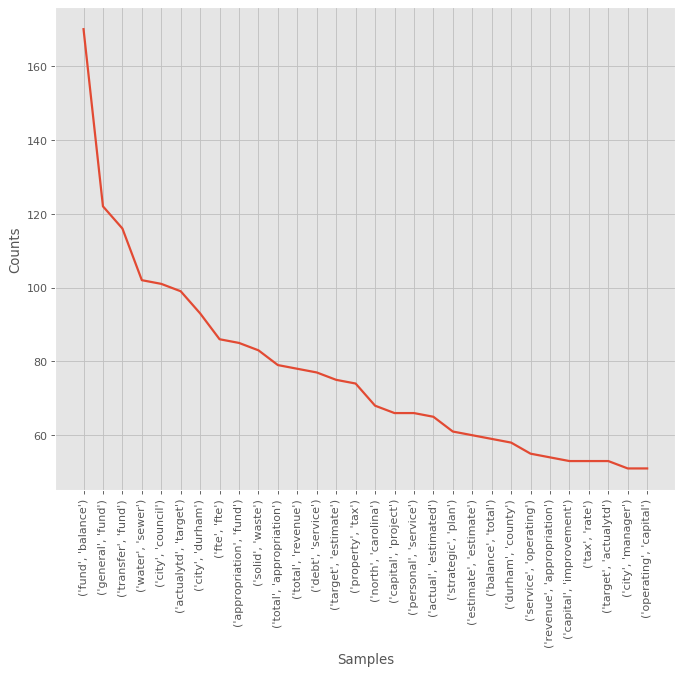 160
140
120
100
80
60
Counts
('fund', 'balance')
('general', 'fund')
('transfer', 'fund')
('water', 'sewer')
('city', 'council')
('actualytd', 'target')
('city', 'durham')
('fte', 'fte')
('appropriation', 'fund')
('solid', 'waste')
('total', 'appropriation')
('total', 'revenue')
('debt', 'service')
('target', 'estimate')
('property', 'tax')
('north', 'carolina')
('capital', 'project')
('personal', 'service')
('actual', 'estimated')
('strategic', 'plan')
('estimate', 'estimate')
('balance', 'total')
('durham', 'county')
('service', 'operating')
('revenue', 'appropriation')
('capital', 'improvement')
('tax', 'rate')
('target', 'actualytd')
('city', 'manager')
('operating', 'capital')
Samples